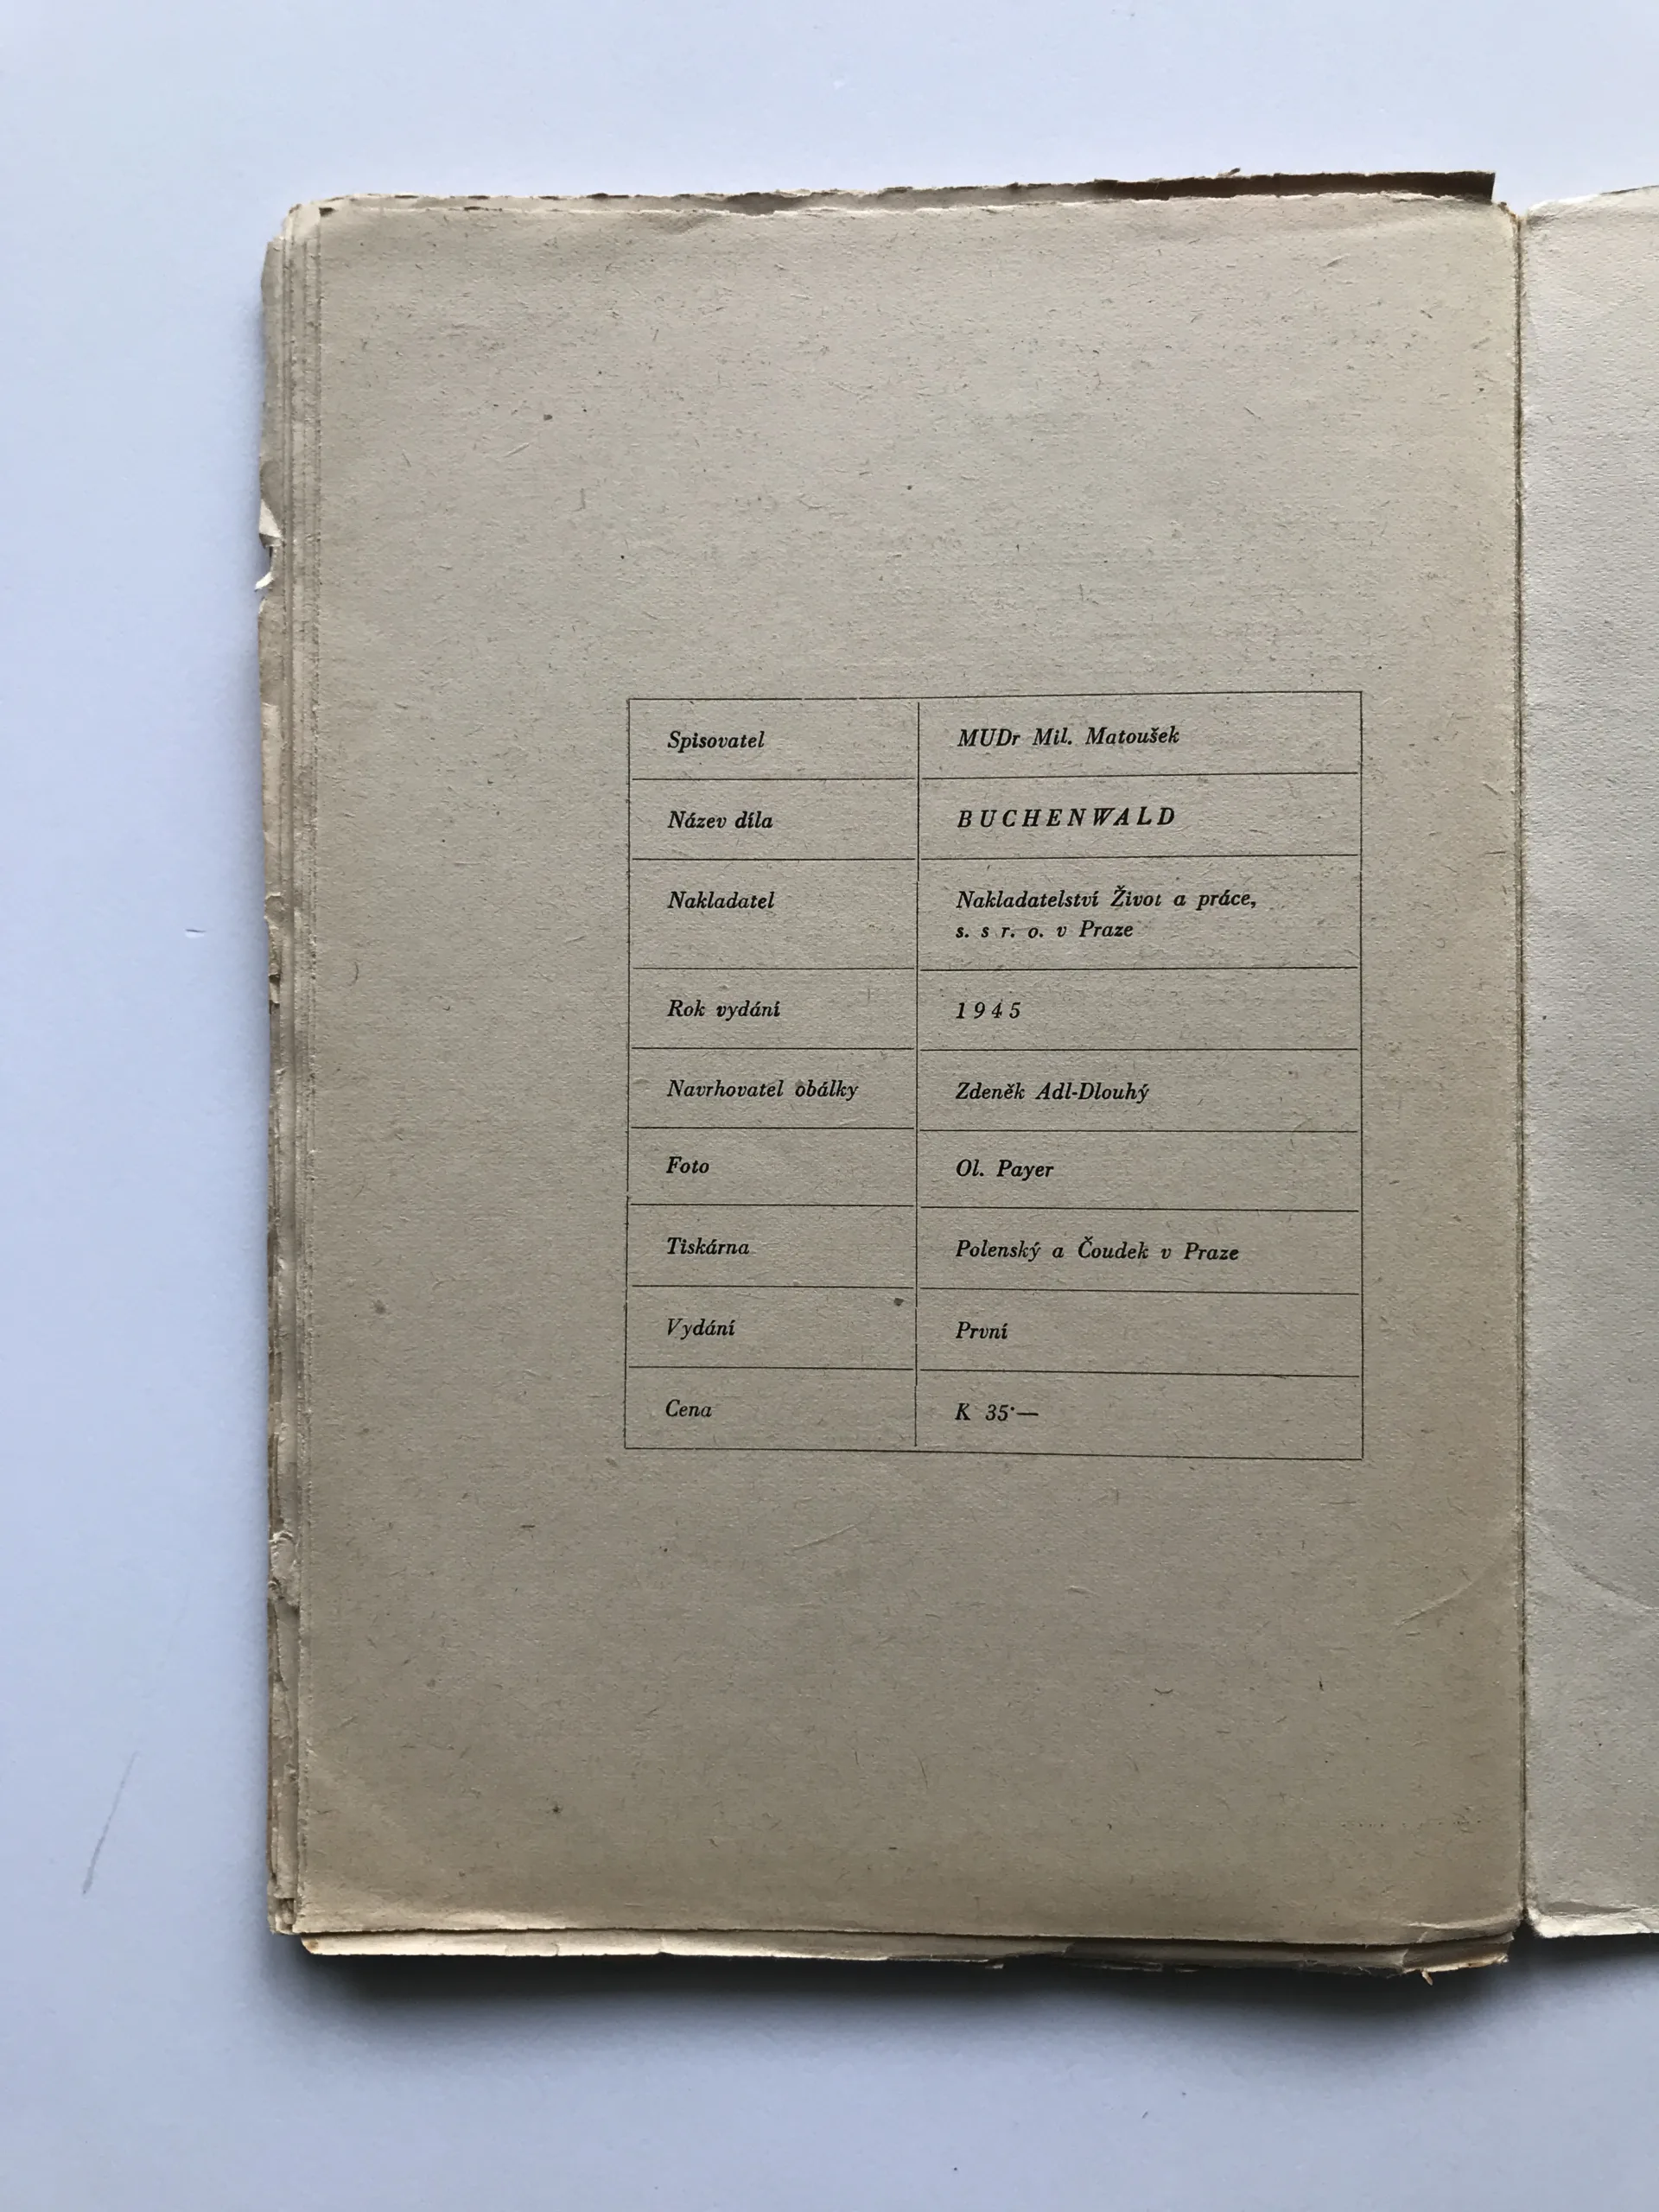 Spisovatel MUDr Mil. Matoušek
Název díla BUCHENWALD
Nakladatel Nakladatelství Život a práce,
s. s r. o. v Praze
Rok vydání 1945
Navrhovatel obálky Zdeněk Adl-Dlouhý
Foto Ol. Payer
Tiskárna Polenský a Čoudek v Praze
Vydání První
Cena K 35·—